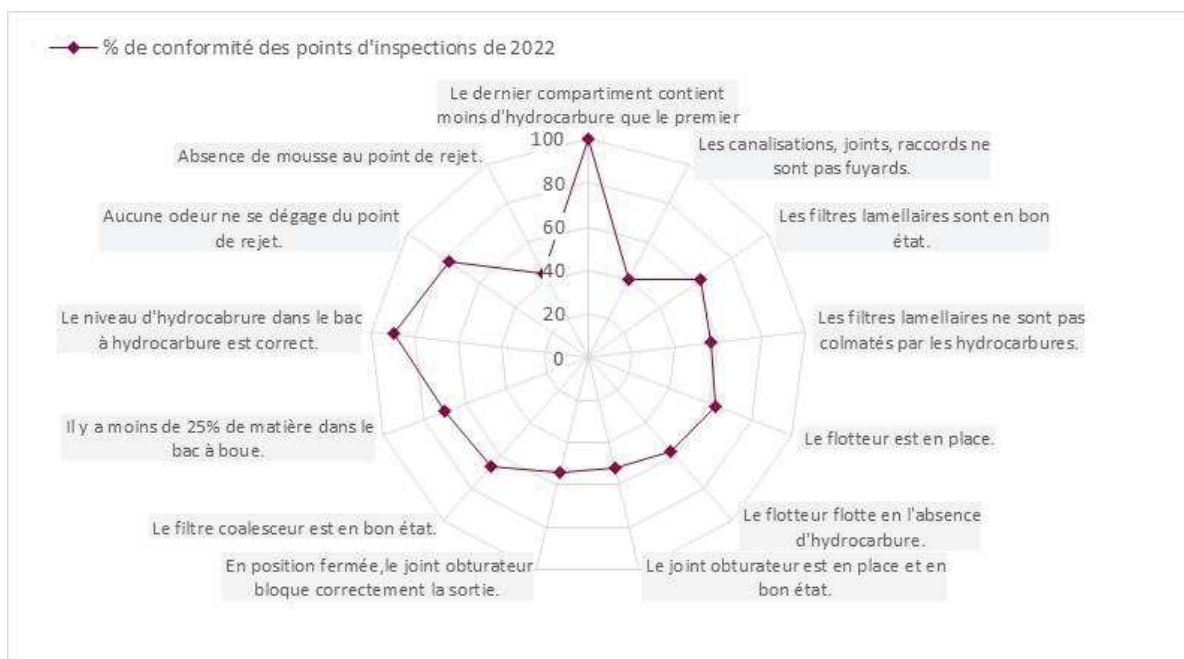 % de conformité des points d'inspections de 2022
Le dernier compartiment contient
moins d'hydrocarbure que le premier
Les canalisations, joints, raccords ne
sont pas fuyards.
Les filtres lamellaires sont en bon
état.
Les filtres lamellaires ne sont pas
colmatés par les hydrocarbures.
Le flotteur est en place.
Le flotteur flotte en l'absence
d'hydrocarbure.
Le joint obturateur est en place et en
bon état.
En position fermée,le joint obturateur
bloque correctement la sortie.
Le filtre coalesceur est en bon état.
Il y a moins de 25% de matière dans le
bac à boue.
Le niveau d'hydrocabrure dans le bac
à hydrocarbure est correct.
Aucune odeur ne se dégage du point
de rejet.
Absence de mousse au point de rejet.
100
80
60
40
20
0